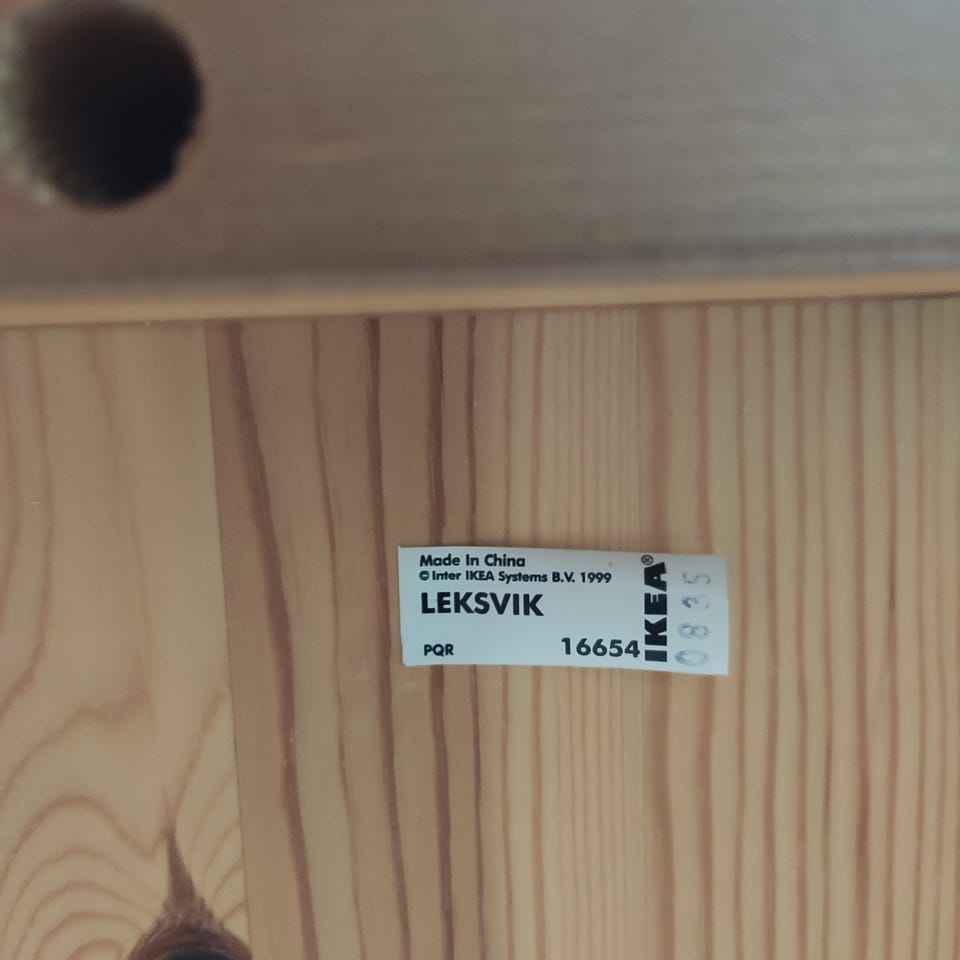 Made In China
© Inter IKEA Systems B.V. 1999
LEKSVIK
PQR 16654
IKEA®
0835